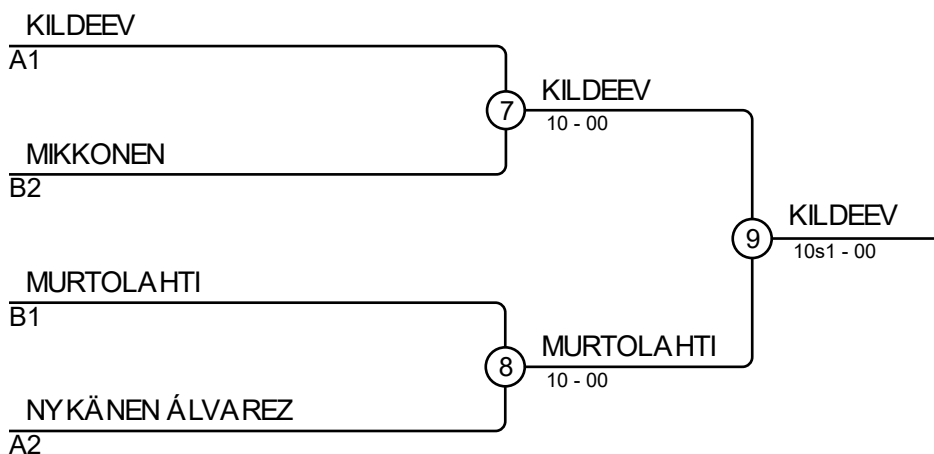 KILDEEV
A1
7
KILDEEV
10 - 00
MIKKONEN
B2
9
KILDEEV
10s1 - 00
MURTOLAHTI
B1
8
MURTOLAHTI
10 - 00
NYKÄNEN ÁLVAREZ
A2